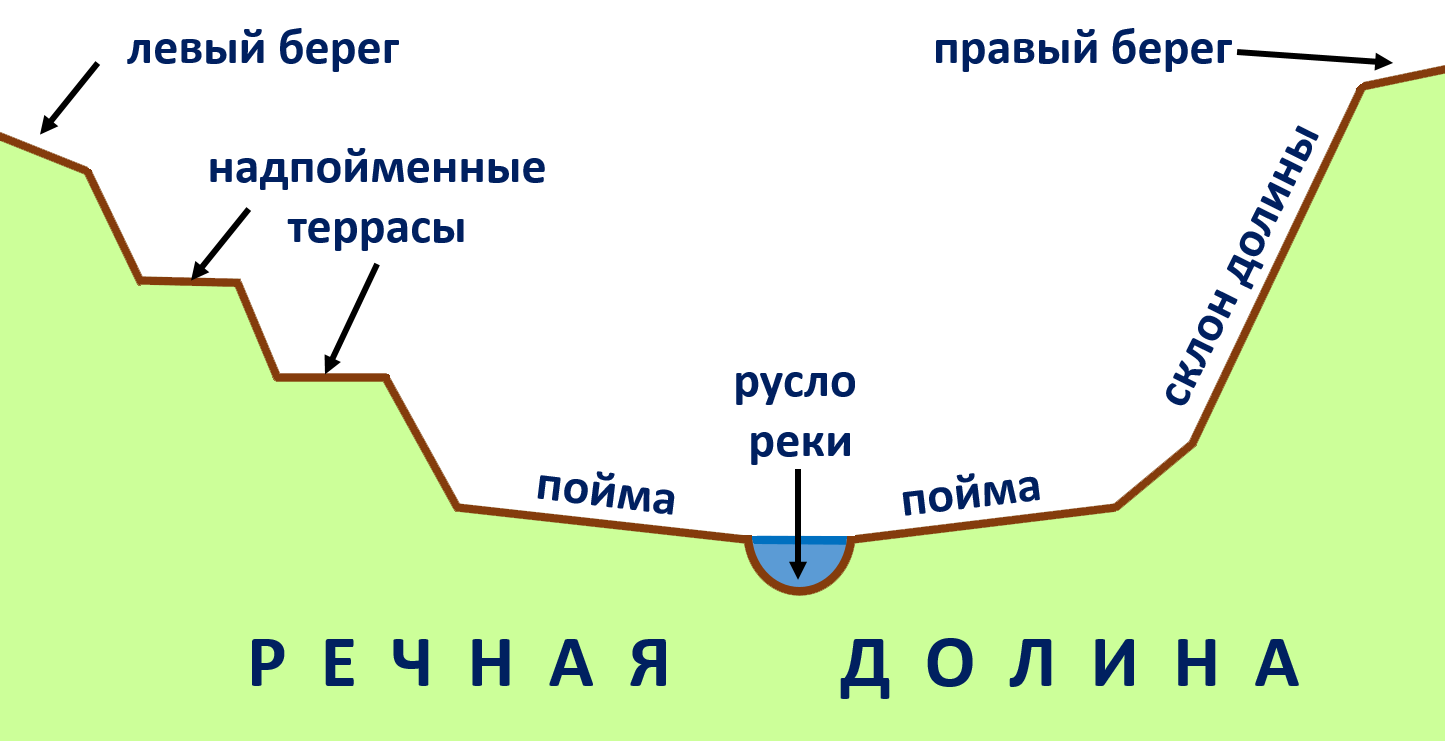 левый берег
правый берег
надпойменные
террасы
склон долины
русло
реки
пойма
пойма
РЕЧНАЯ ДОЛИНА